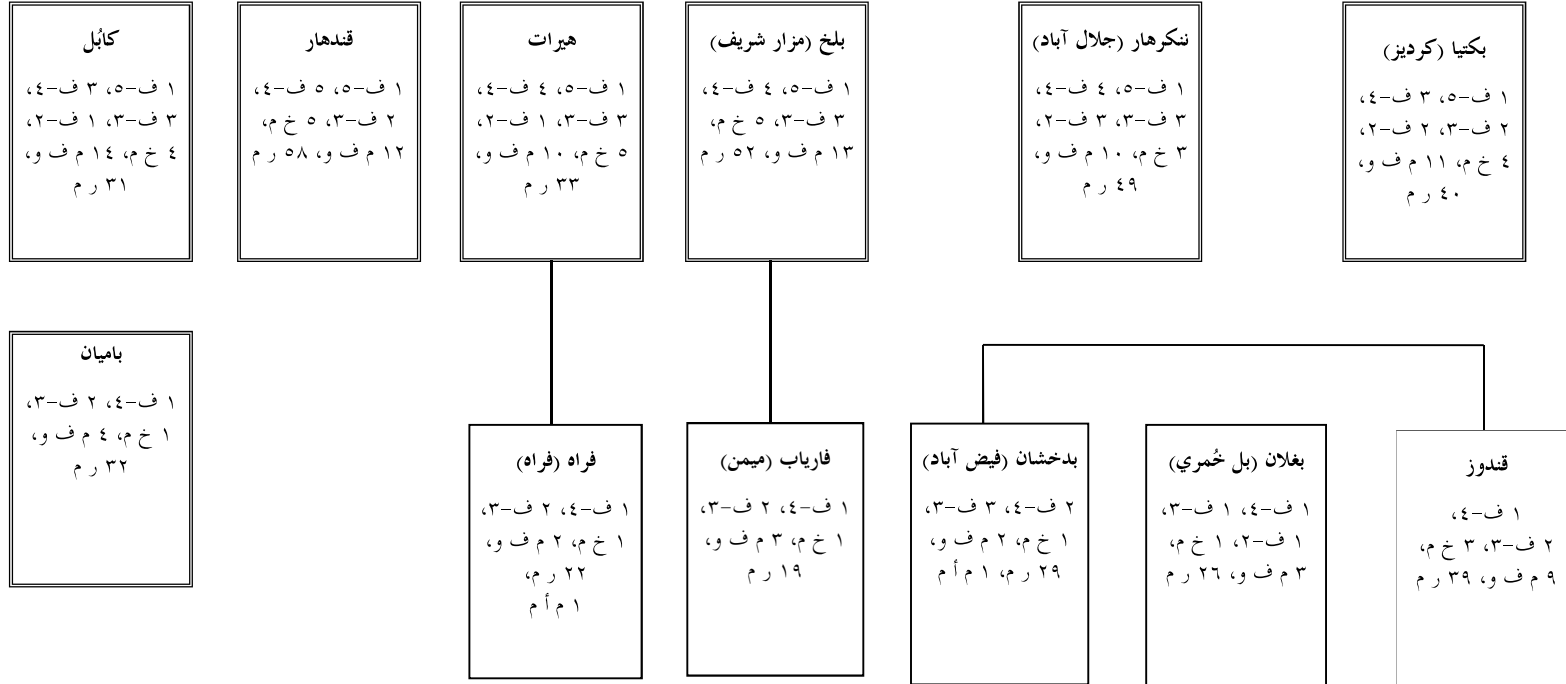 بكتيا (كرديز)
١ ف-٥، ٣ ف-٤،
٢ ف-٣، ٢ ف-٢،
٤ خ م، ١١ م ف و،
٤٠ ر م
ننكرهار (جلال آباد)
١ ف-٥، ٤ ف-٤،
٣ ف-٣، ٣ ف-٢،
٣ خ م، ١٠ م ف و،
٤٩ ر م
بلخ (مزار شريف)
١ ف-٥، ٤ ف-٤،
٣ ف-٣، ٥ خ م،
١٣ م ف و، ٥٢ ر م
هيرات
١ ف-٥، ٤ ف-٤،
٣ ف-٣، ١ ف-٢،
٥ خ م، ١٠ م ف و،
٣٣ ر م
قندهار
١ ف-٥، ٥ ف-٤،
٢ ف-٣، ٥ خ م،
١٢ م ف و، ٥٨ ر م
كابُل
١ ف-٥، ٣ ف-٤،
٣ ف-٣، ١ ف-٢،
٤ خ م، ١٤ م ف و،
٣١ ر م
باميان
١ ف-٤، ٢ ف-٣،
١ خ م، ٤ م ف و،
٣٢ ر م
قندوز
١ ف-٤،
٢ ف-٣، ٣ خ م،
٩ م ف و، ٣٩ ر م
بغلان (بل خُمري)
١ ف-٤، ١ ف-٣،
١ ف-٢، ١ خ م،
٣ م ف و، ٢٦ ر م
بدخشان (فيض آباد)
٢ ف-٤، ٣ ف-٣،
١ خ م، ٢ م ف و،
٢٩ ر م، ١ م أ م
فارياب (ميمن)
١ ف-٤، ٢ ف-٣،
١ خ م، ٣ م ف و،
١٩ ر م
فراه (فراه)
١ ف-٤، ٢ ف-٣،
١ خ م، ٢ م ف و،
٢٢ ر م،
١ م أ م